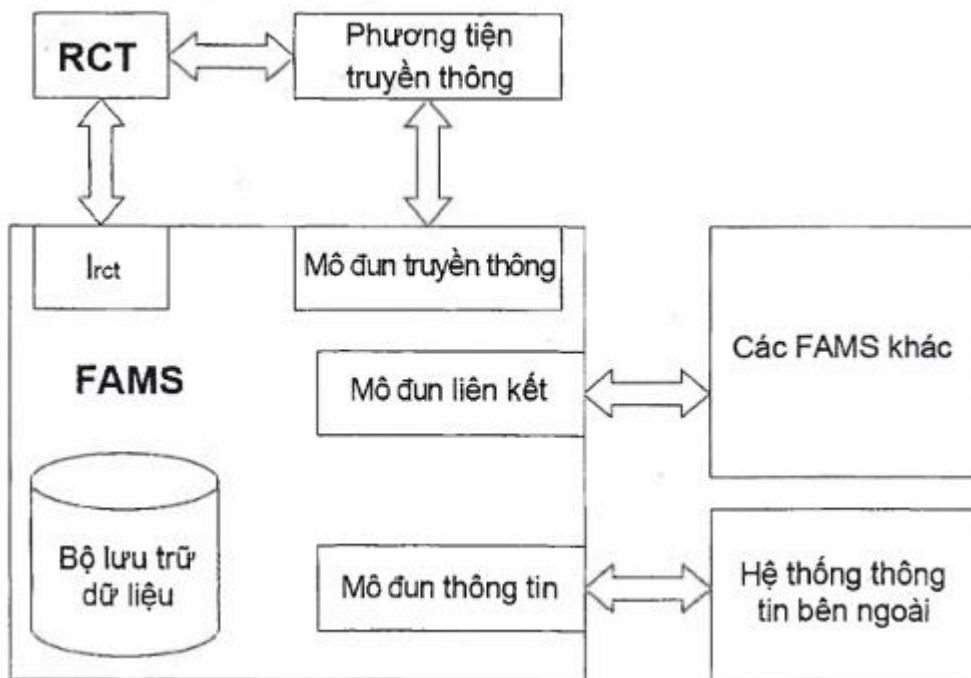 RCT
Phương tiện
truyền thông
Irct
Mô đun truyền thông
FAMS
Mô đun liên kết
Các FAMS khác
Bộ lưu trữ
dữ liệu
Mô đun thông tin
Hệ thống thông
tin bên ngoài